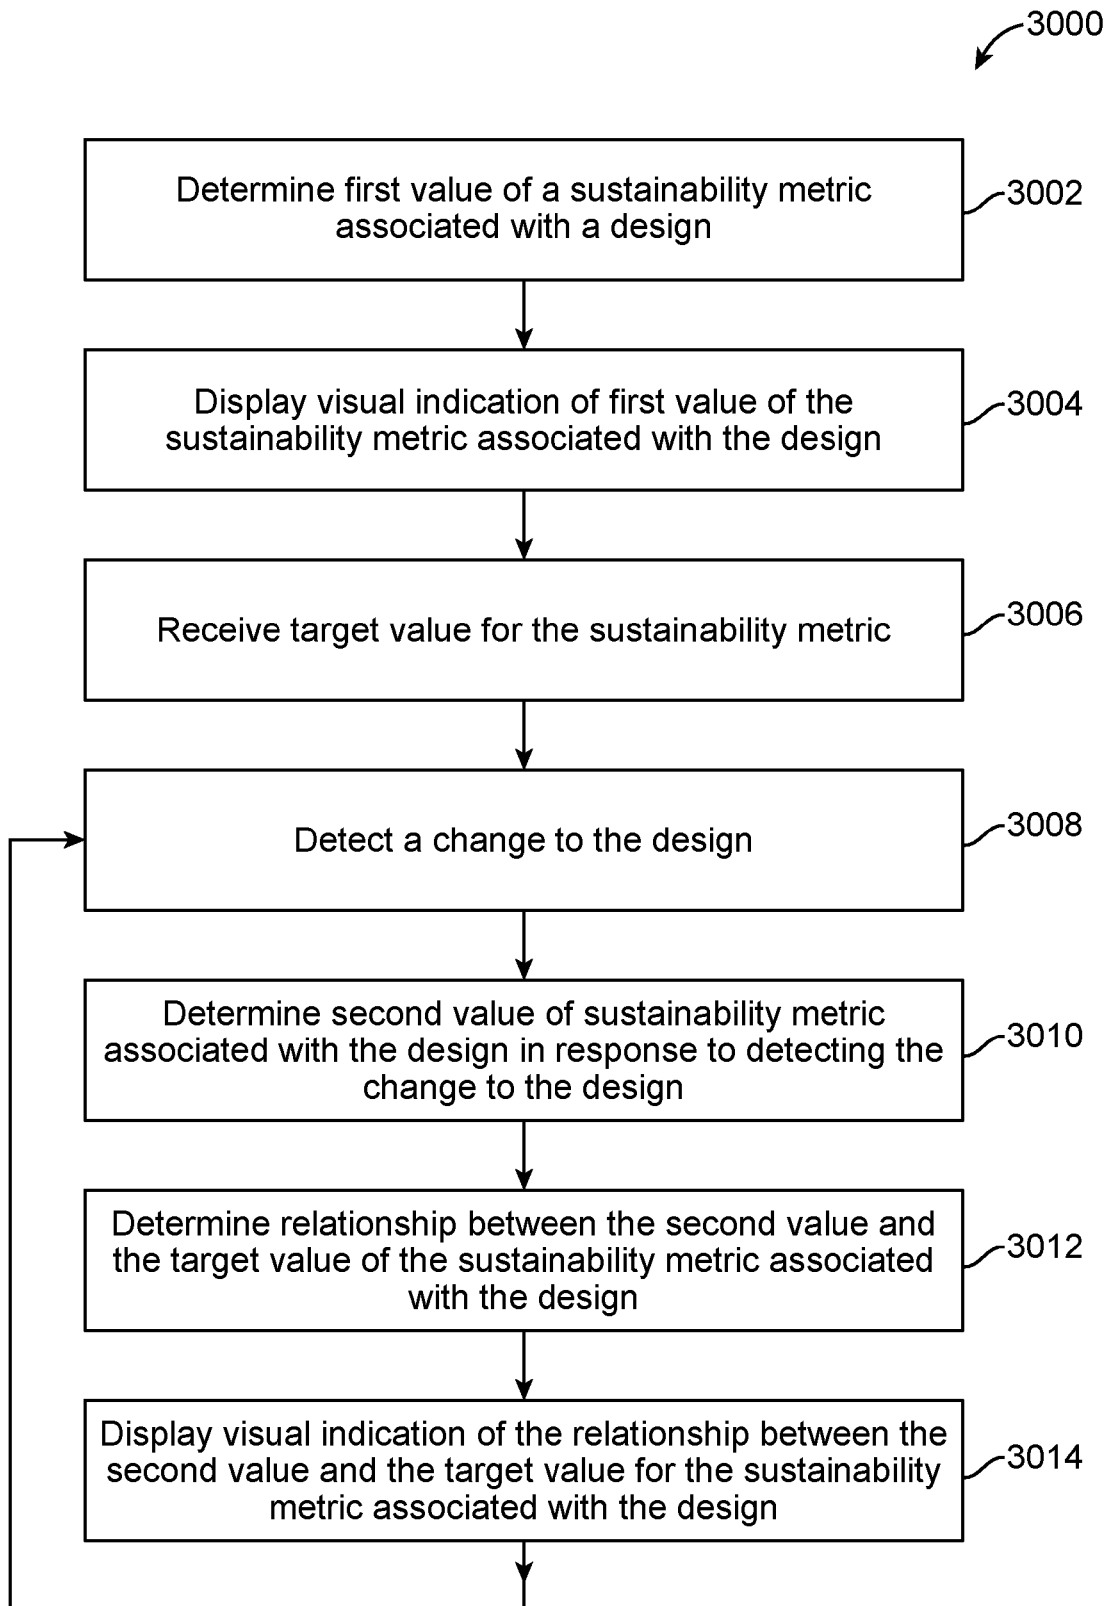 3000
Determine first value of a sustainability metric
associated with a design
3002
Display visual indication of first value of the
sustainability metric associated with the design
3004
Receive target value for the sustainability metric
3006
Detect a change to the design
3008
Determine second value of sustainability metric
associated with the design in response to detecting the
change to the design
3010
Determine relationship between the second value and
the target value of the sustainability metric associated
with the design
3012
Display visual indication of the relationship between the
second value and the target value for the sustainability
metric associated with the design
3014